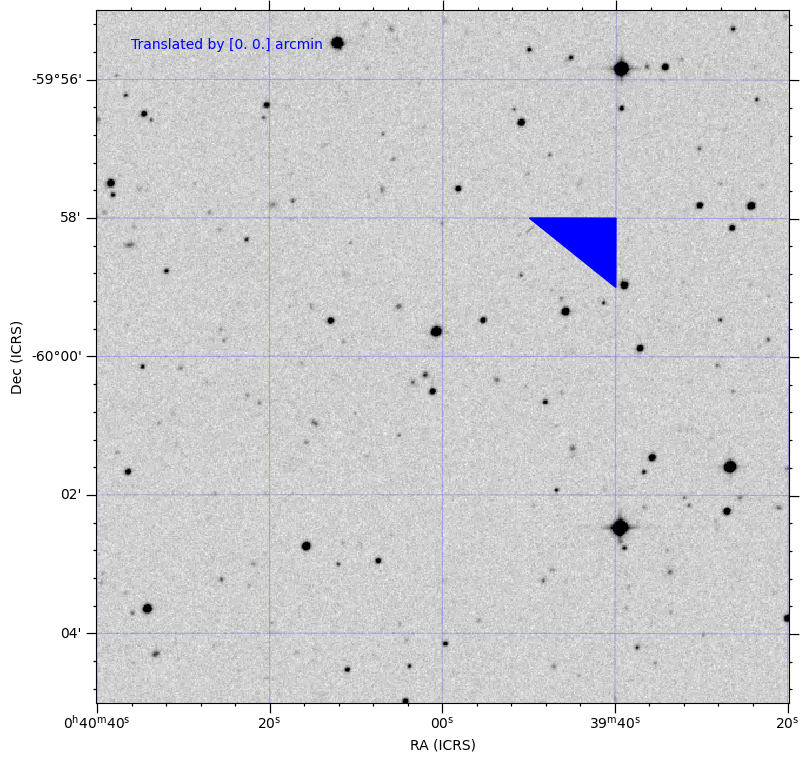 Translated by [0. 0.] arcmin
-59°56'
58'
-60°00'
02'
04'
Dec (ICRS)
0ʰ40ᵐ40ˢ
20ˢ
00ˢ
39ᵐ40ˢ
20ˢ
RA (ICRS)